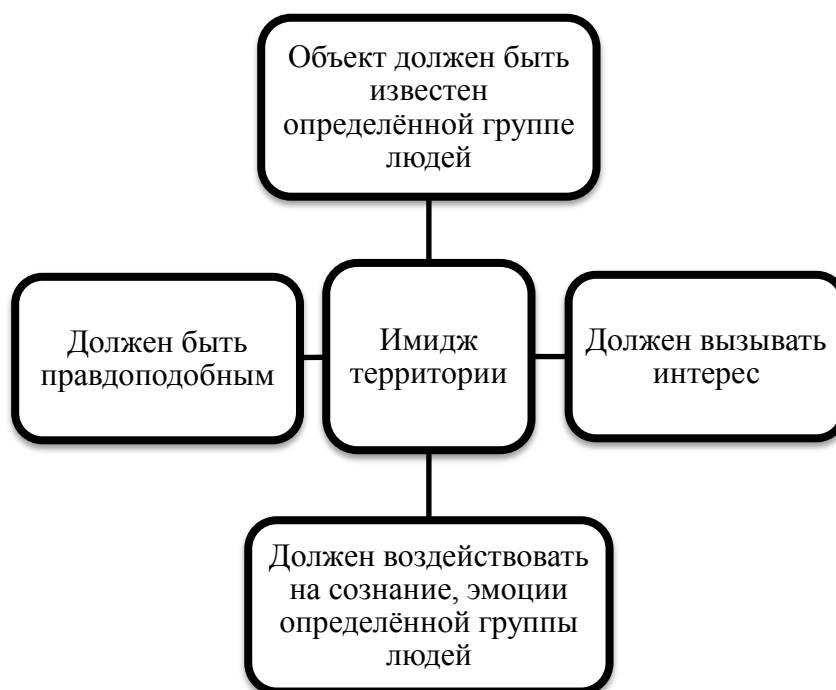 Объект должен быть
известен
определённой группе
людей
Должен быть
правдоподобным
Имидж
территории
Должен вызывать
интерес
Должен воздействовать
на сознание, эмоции
определённой группы
людей